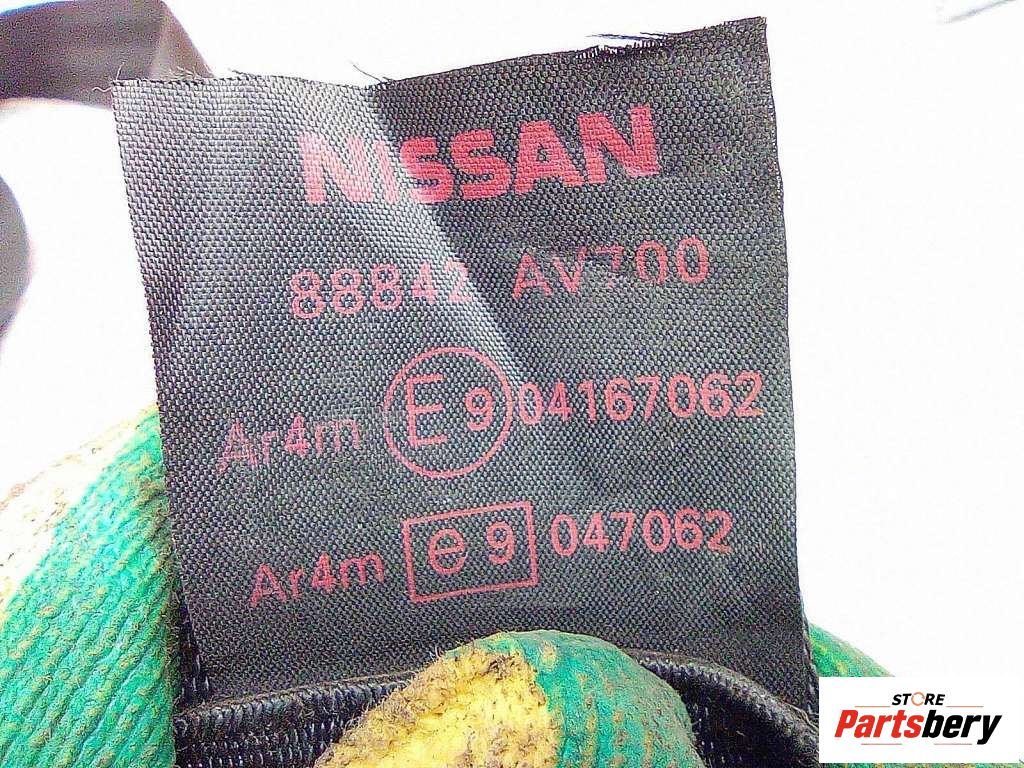 NISSAN
88842 AV700
Ar4m E 9 04167062
Ar4m e 9 047062
STORE
Partsbery